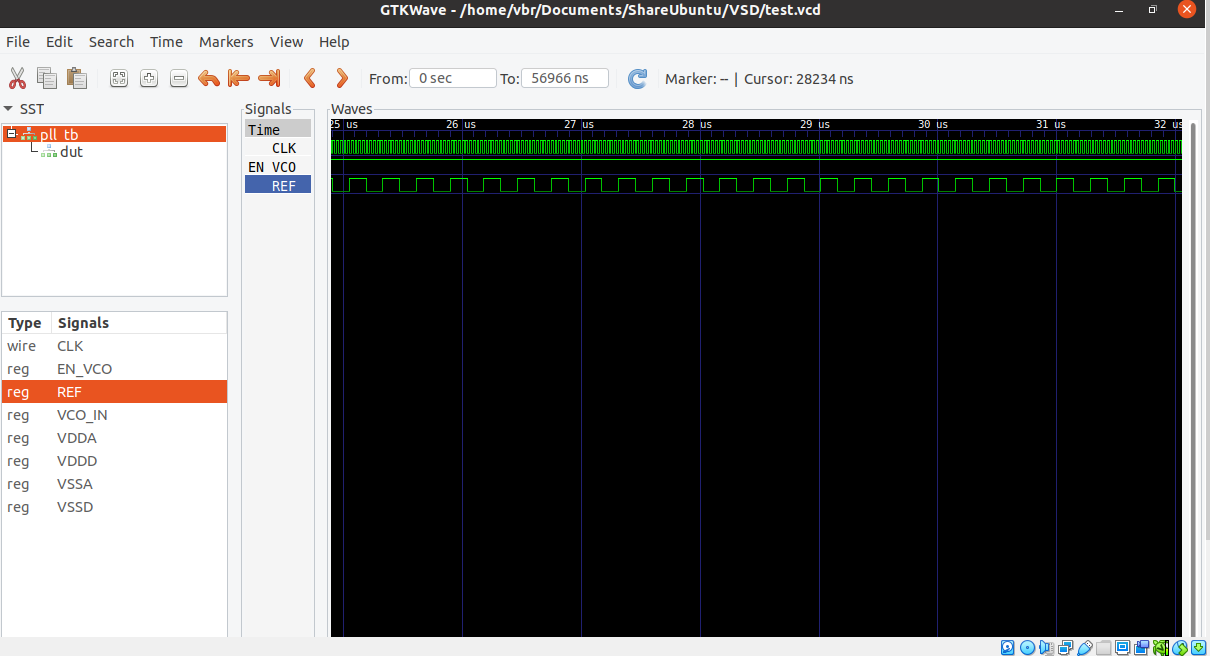 GTKWave - /home/vbr/Documents/ShareUbuntu/VSD/test.vcd
File Edit Search Time Markers View Help
From: 0 sec To: 56966 ns Marker: -- | Cursor: 28234 ns
SST
pll_tb
dut
Type Signals
wire CLK
reg EN_VCO
reg REF
reg VCO_IN
reg VDDA
reg VDDD
reg VSSA
reg VSSD
Signals
Time
CLK
EN_VCO
REF
Waves
25 us 26 us 27 us 28 us 29 us 30 us 31 us 32 us